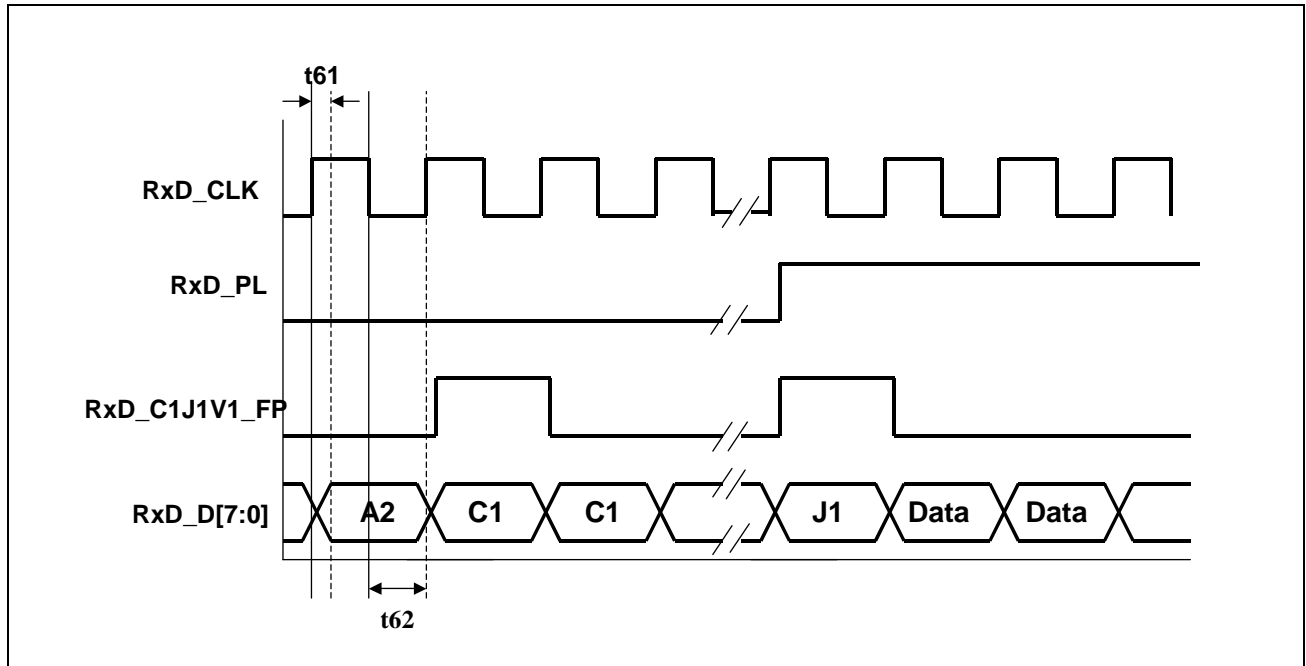 t61
RxD_CLK
RxD_PL
RxD_C1J1V1_FP
RxD_D[7:0] A2 C1 C1 J1 Data Data
t62